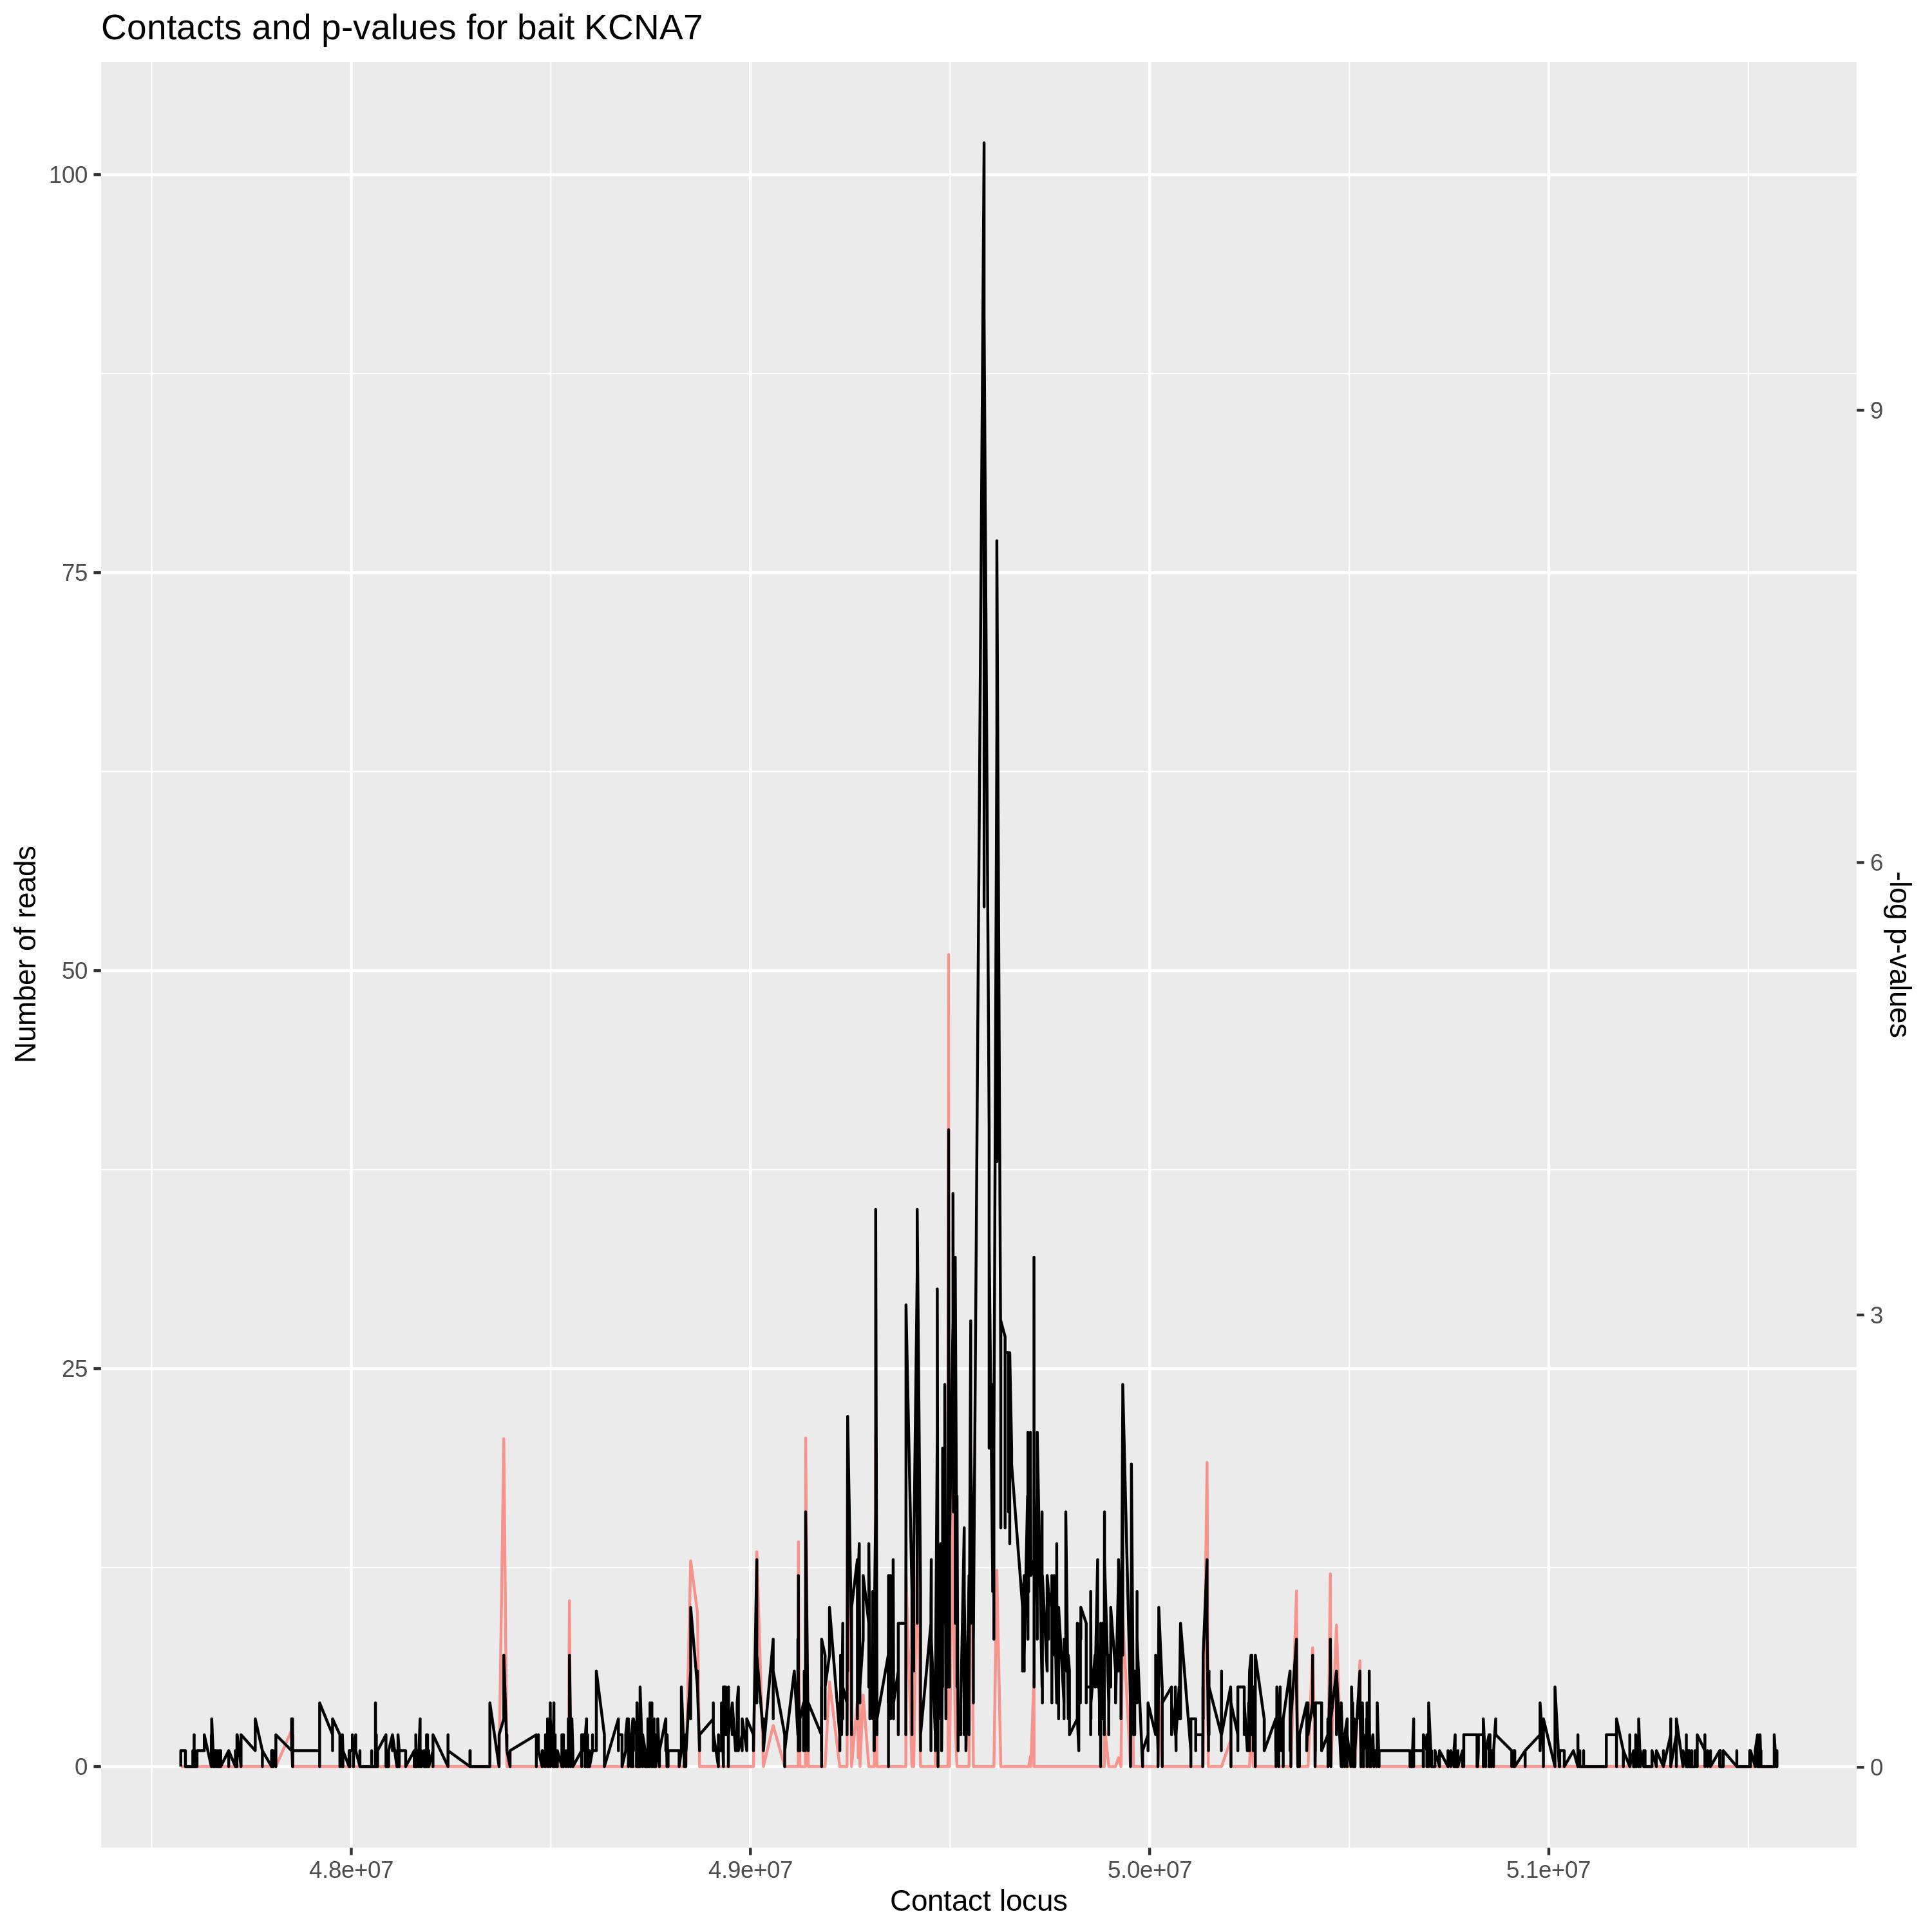 Contacts and p-values for bait KCNA7
100
75
50
25
0
Number of reads
9
6
3
0
-log p-values
4.8e+07 4.9e+07 5.0e+07 5.1e+07
Contact locus